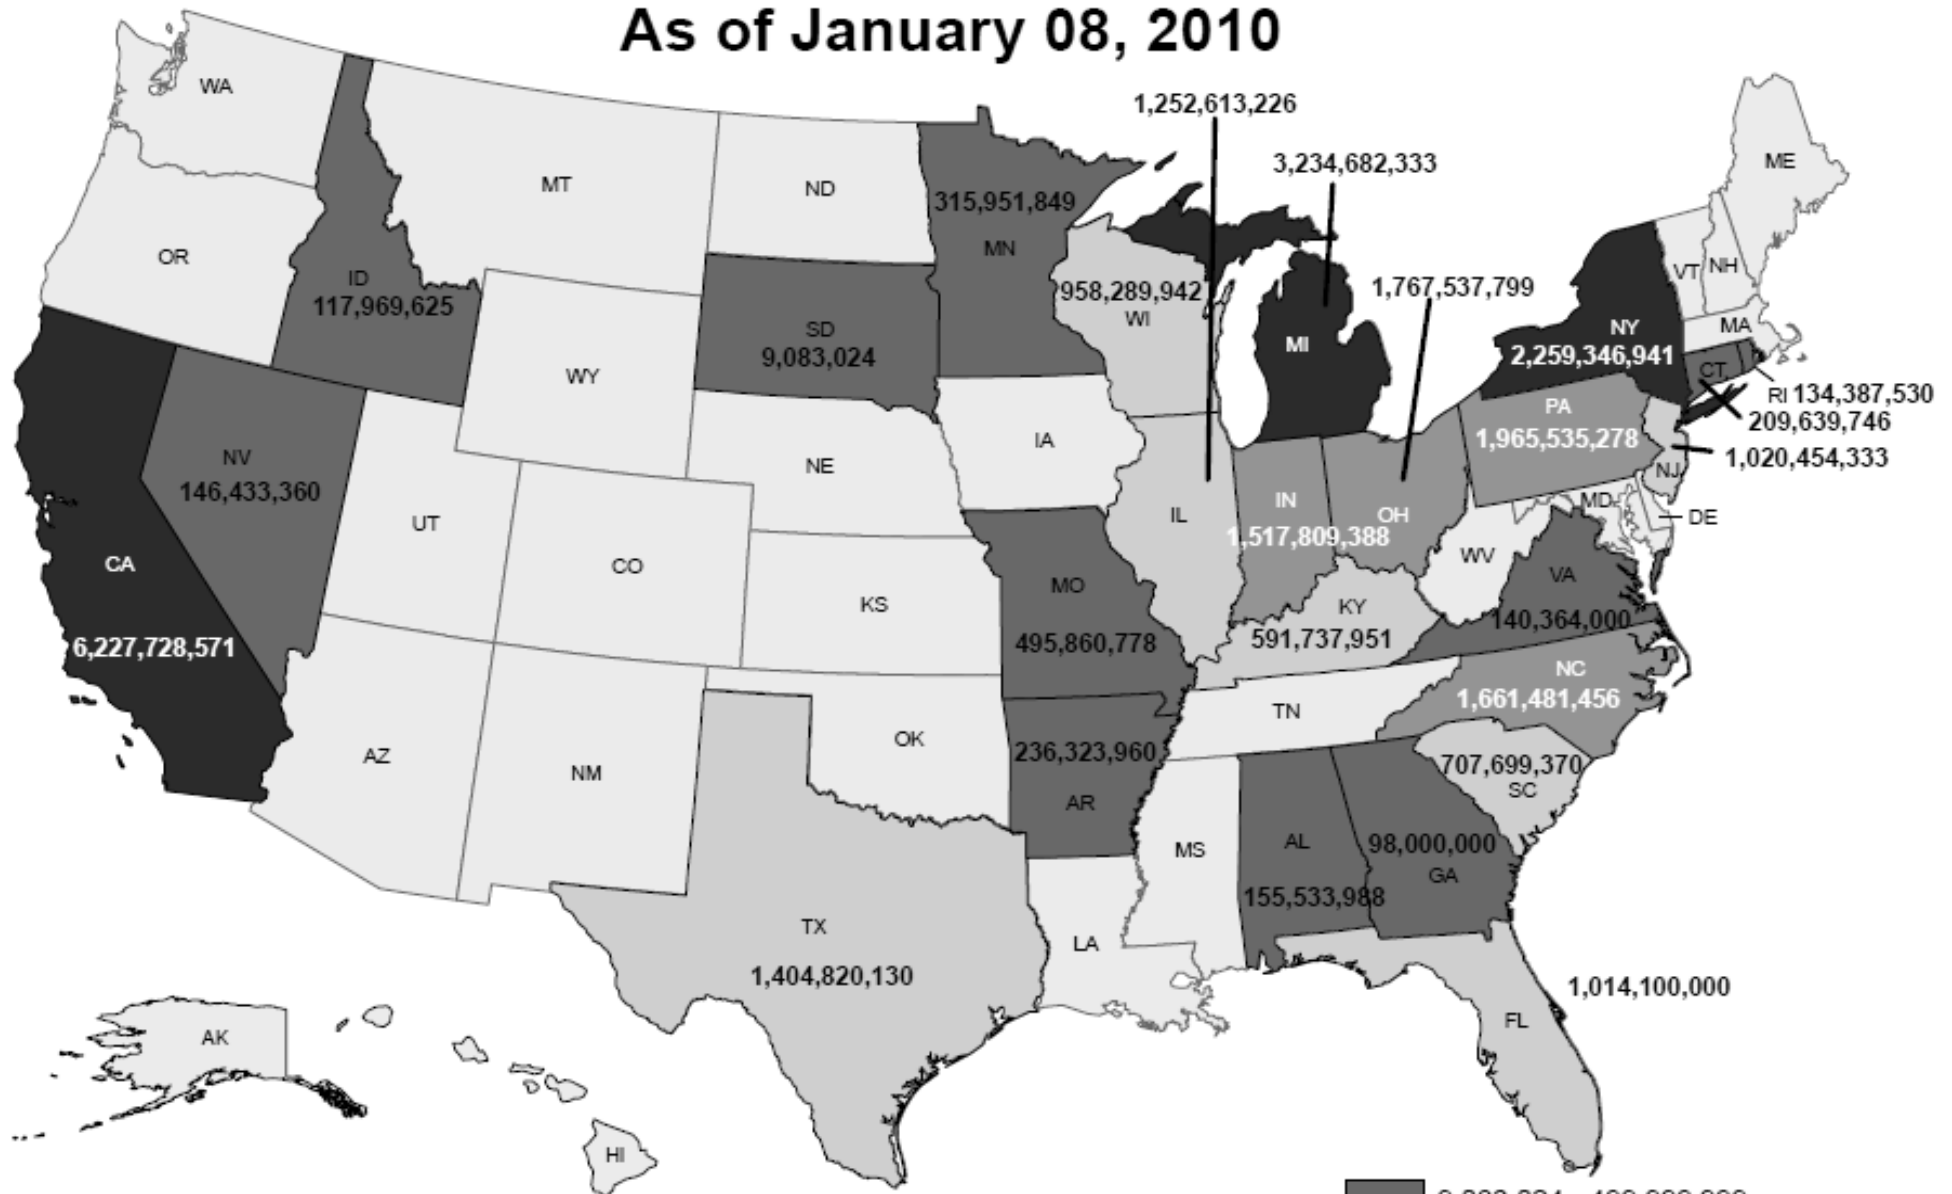 As of January 08, 2010
1,252,613,226
3,234,682,333
WA
MT
ND
ME
315,951,849
MN
OR
ID
117,969,625
958,289,942
WI
1,767,537,799
VT
NH
SD
9,083,024
MI
NY
2,259,346,941
MA
CT
WY
RI 134,387,530
209,639,746
PA
1,965,535,278
1,020,454,333
NJ
IA
NV
146,433,360
NE
UT
IL
IN
1,517,809,388
OH
MD
DE
CA
CO
WV
VA
140,364,000
KS
MO
495,860,778
KY
591,737,951
6,227,728,571
NC
1,661,481,456
TN
AZ
NM
OK
236,323,960
AR
707,699,370
SC
MS
AL
155,533,988
98,000,000
GA
TX
1,404,820,130
LA
1,014,100,000
FL
AK
HI